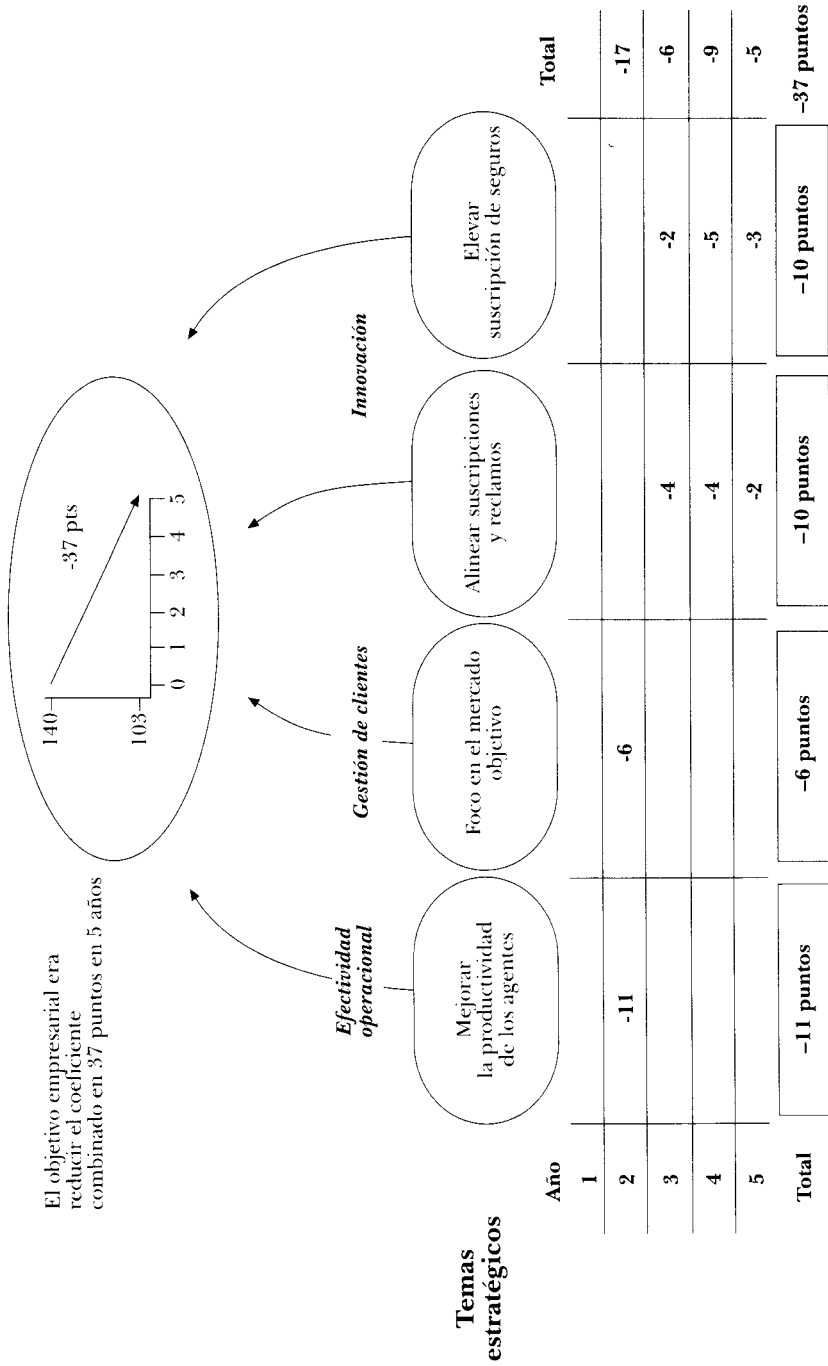 El objetivo empresarial era
reducir el coeficiente
combinado en 37 puntos en 5 años
140
103
-37 pts
0 1 2 3 4 5
Efectividad
operacional
Gestión de clientes
Innovación
Temas
estratégicos
Mejorar
la productividad
de los agentes
Foco en el mercado
objetivo
Alinear suscripciones
y reclamos
Elevar
suscripción de seguros
Año Total
1
2 -11 -6 -17
3 -4 -2 -6
4 -4 -5 -9
5 -2 -3 -5
Total –11 puntos –6 puntos –10 puntos –10 puntos –37 puntos